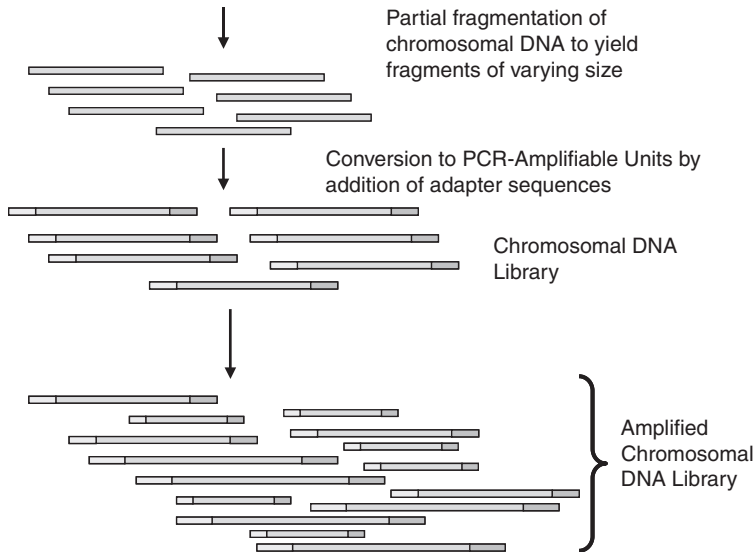 Partial fragmentation of
chromosomal DNA to yield
fragments of varying size
Conversion to PCR-Amplifiable Units by
addition of adapter sequences
Chromosomal DNA
Library
Amplified
Chromosomal
DNA Library